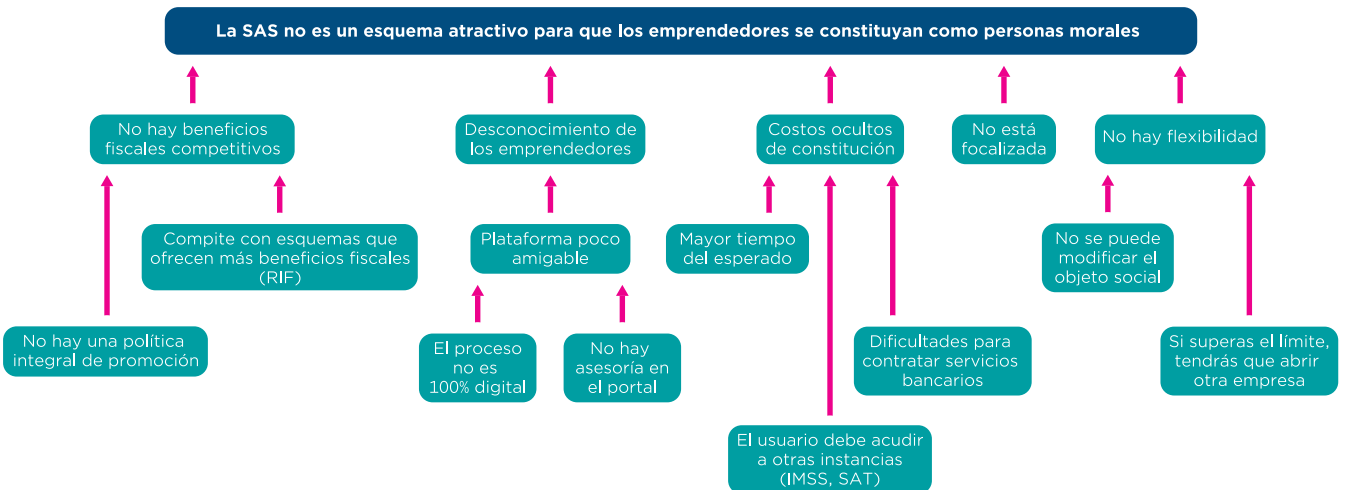 La SAS no es un esquema atractivo para que los emprendedores se constituyan como personas morales
No hay beneficios
fiscales competitivos
Desconocimiento de
los emprendedores
Costos ocultos
de constitución
No está
focalizada
No hay flexibilidad
Compite con esquemas que
ofrecen más beneficios fiscales
(RIF)
Plataforma poco
amigable
Mayor tiempo
del esperado
No se puede
modificar el
objeto social
No hay una política
integral de promoción
El proceso
no es
100% digital
No hay
asesoría en
el portal
Dificultades para
contratar servicios
bancarios
Si superas el límite,
tendrás que abrir
otra empresa
El usuario debe acudir
a otras instancias
(IMSS, SAT)